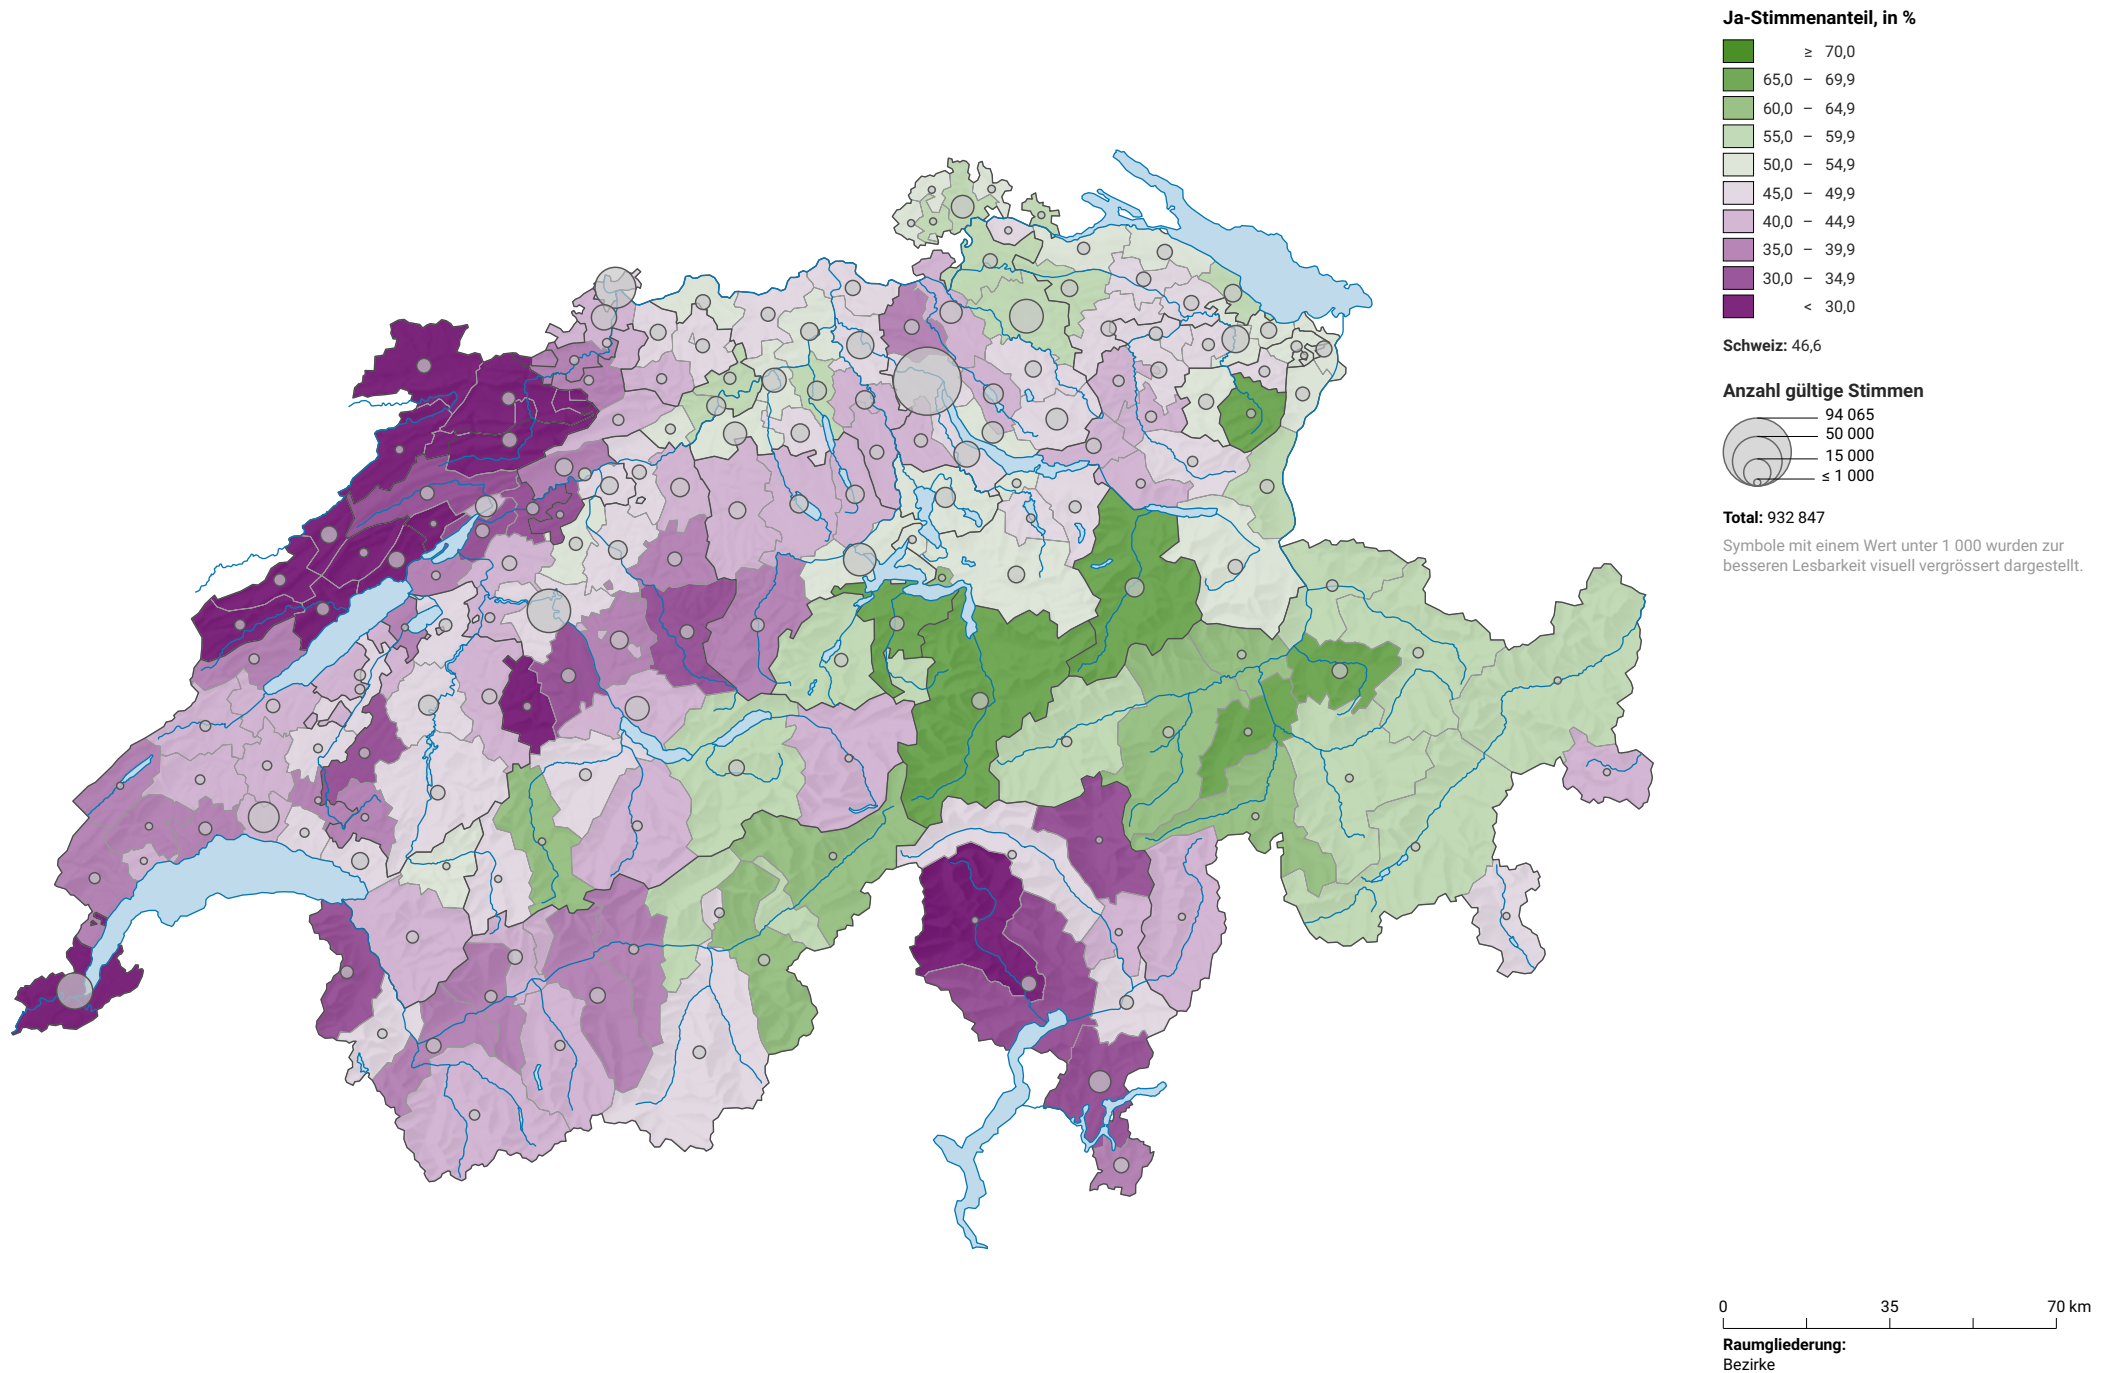 Ja-Stimmenanteil, in %
≥ 70,0
65,0 – 69,9
60,0 – 64,9
55,0 – 59,9
50,0 – 54,9
45,0 – 49,9
40,0 – 44,9
35,0 – 39,9
30,0 – 34,9
< 30,0
Schweiz: 46,6
Anzahl gültige Stimmen
94 065
50 000
15 000
≤ 1 000
Total: 932 847
Symbole mit einem Wert unter 1 000 wurden zur
besseren Lesbarkeit visuell vergrössert dargestellt.
0 35 70 km
Raumgliederung:
Bezirke